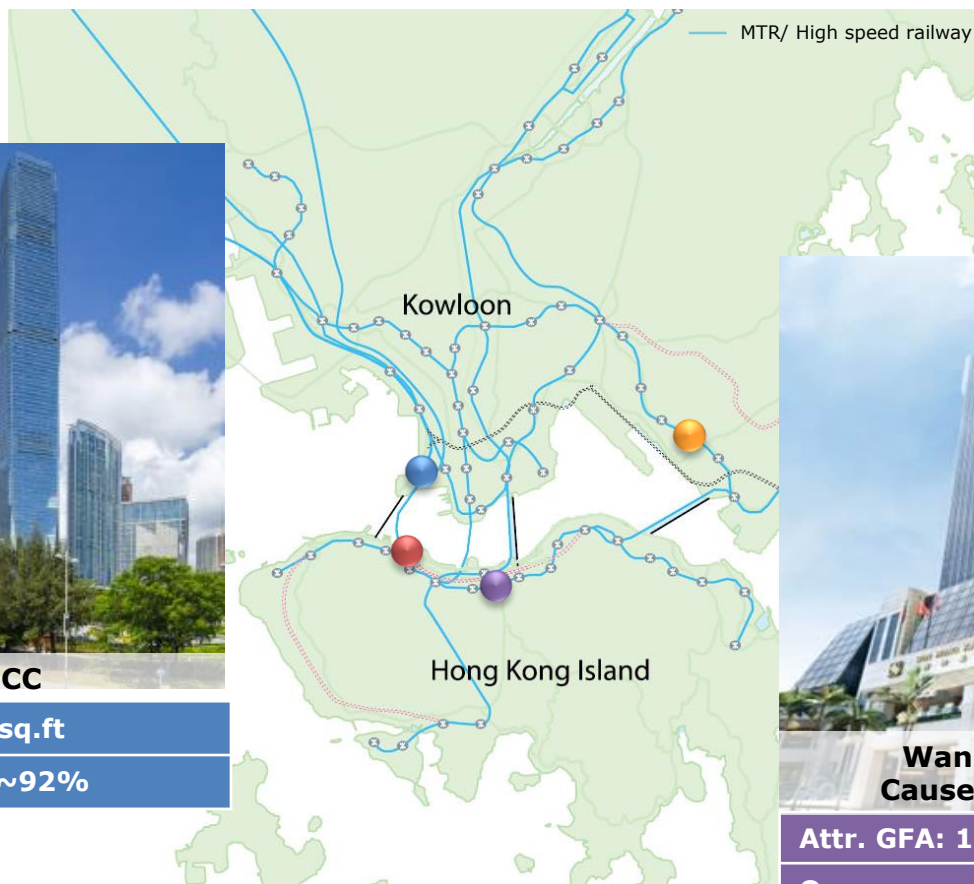 MTR/ High speed railway
Kowloon
Hong Kong Island
CC
sq.ft
~92%
Wan
Cause
Attr. GFA: 1